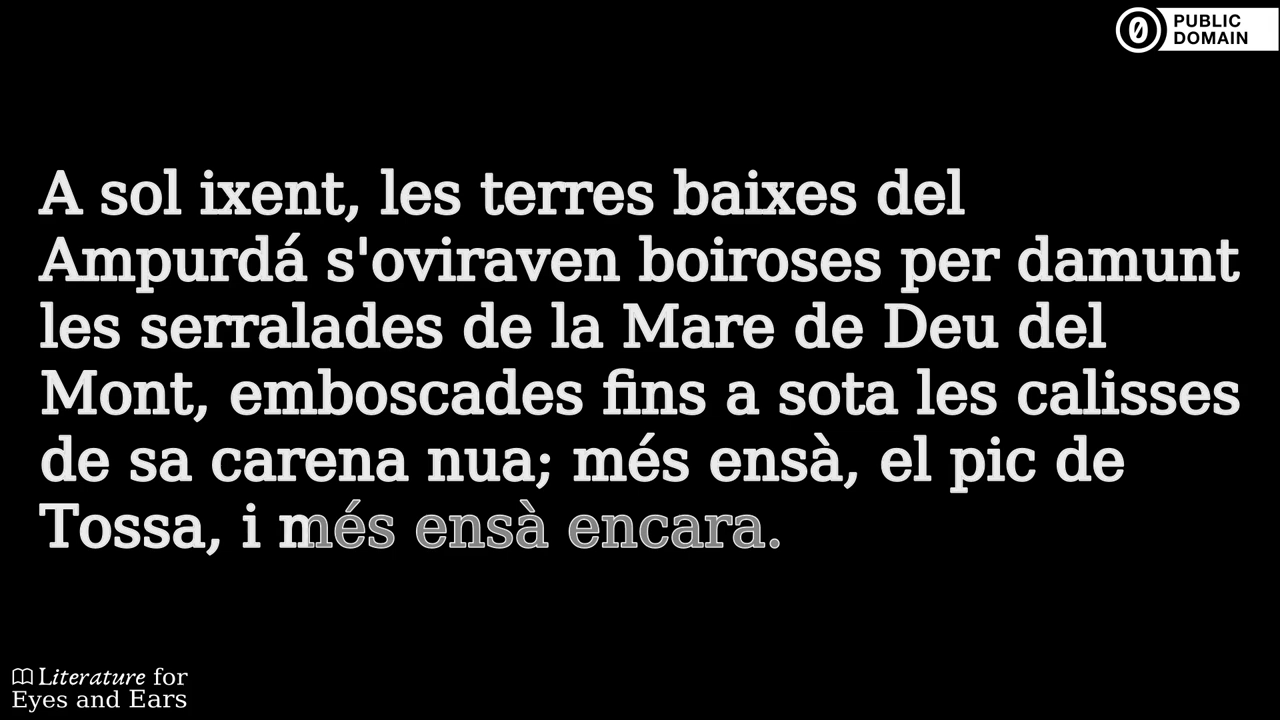 PUBLIC
DOMAIN
A sol ixent, les terres baixes del
Ampurdá s'oviraven boiroses per damunt
les serralades de la Mare de Deu del
Mont, emboscades fins a sota les calisses
de sa carena nua; més ensà, el pic de
Tossa, i més ensà encara.
Literature for
Eyes and Ears